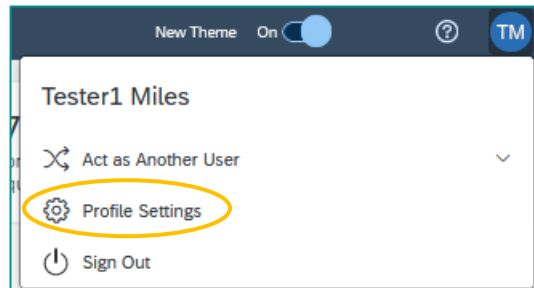 New Theme On TM
Tester1 Miles
Act as Another User
Profile Settings
Sign Out